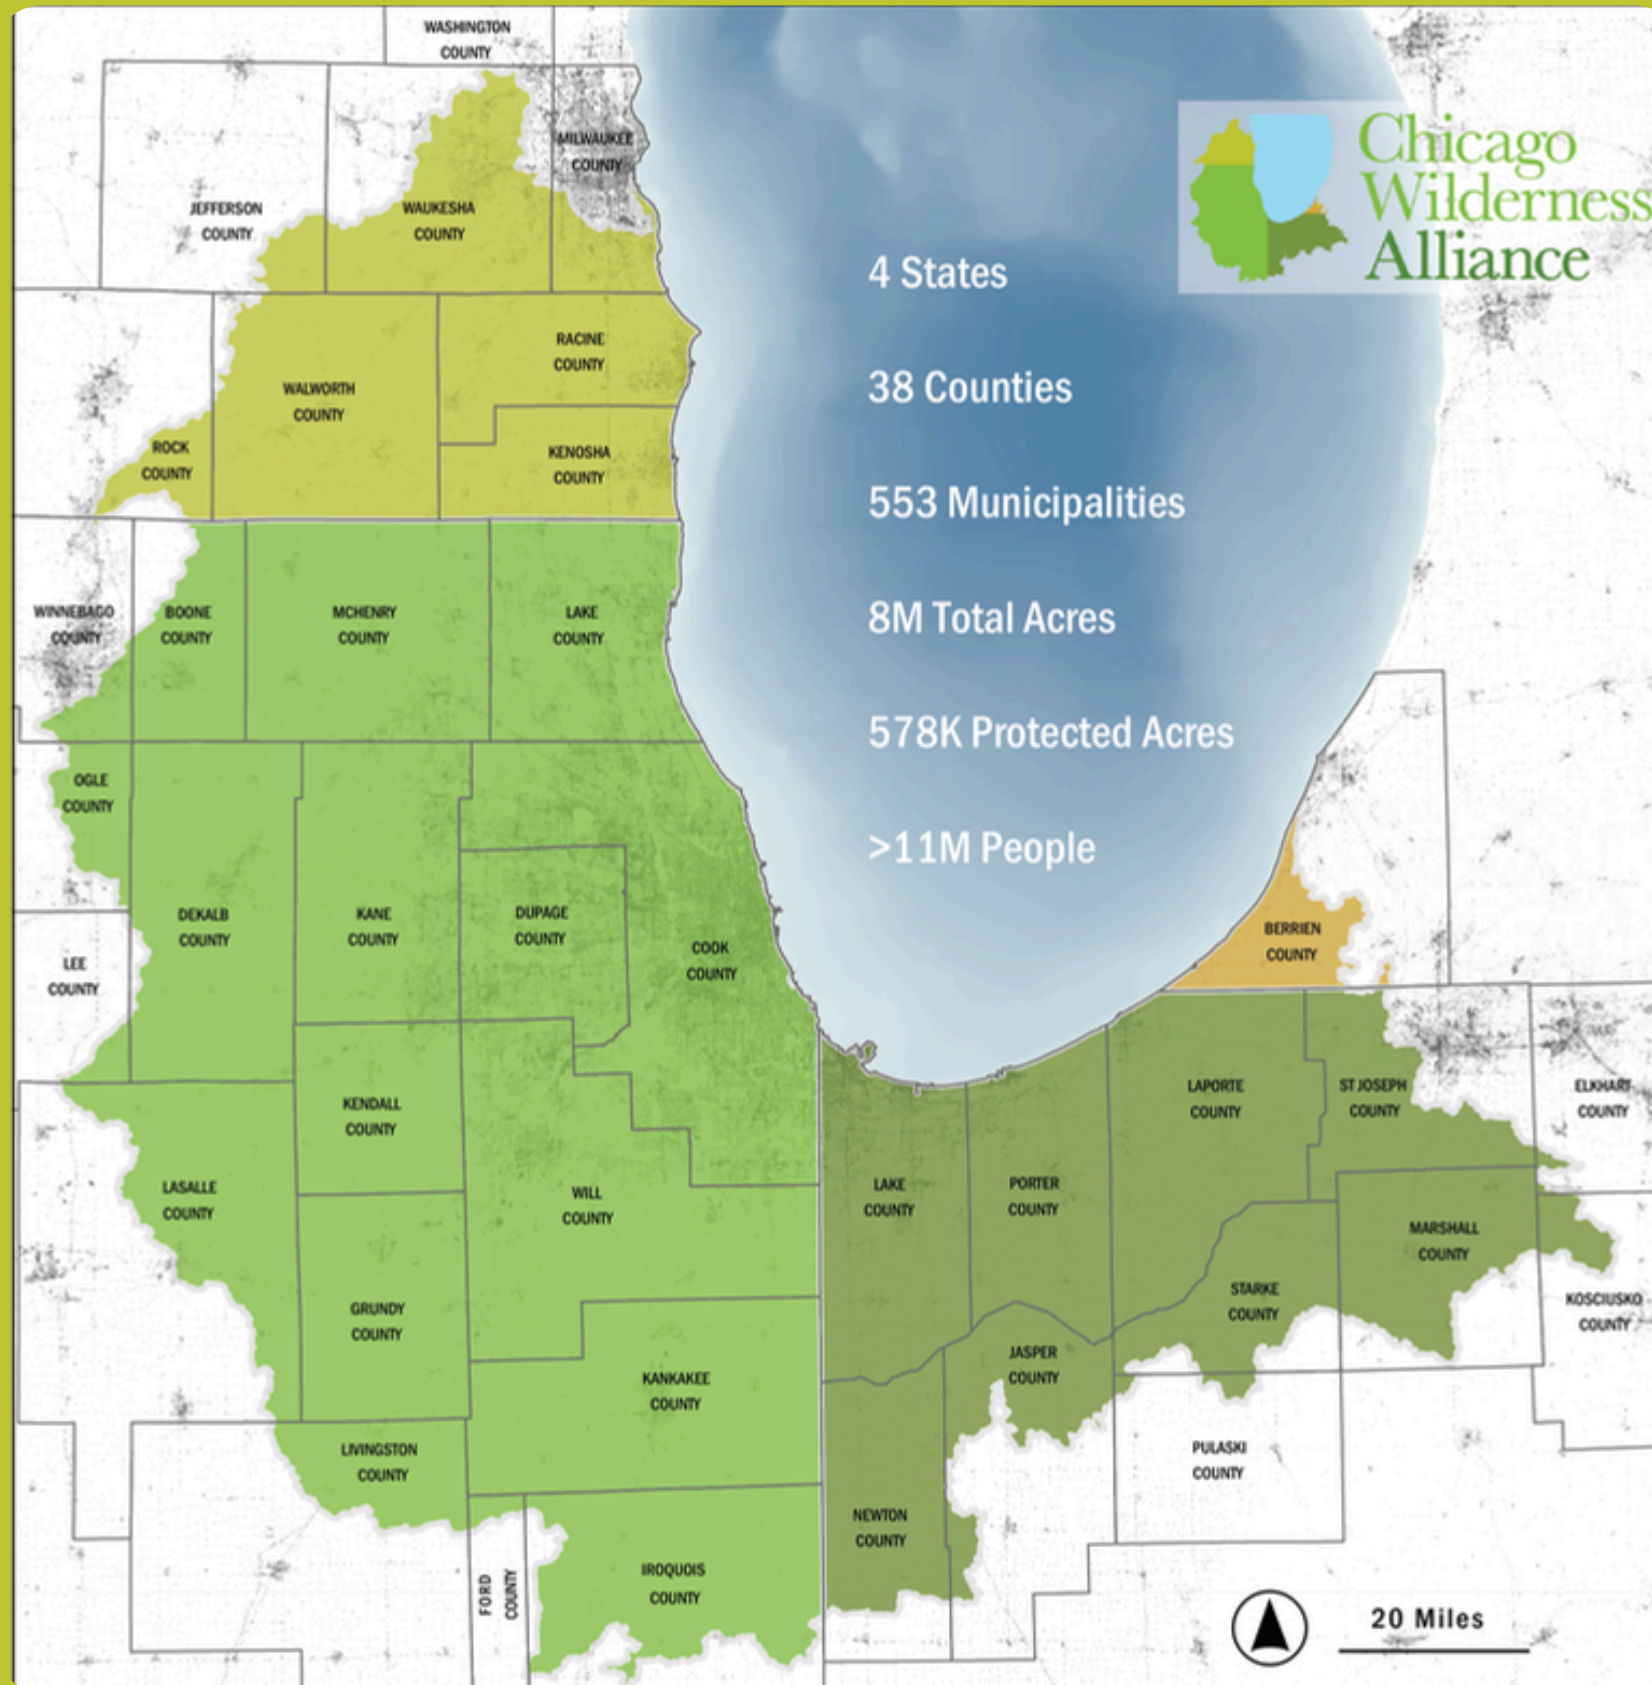 WASHINGTON
COUNTY
MILWAUKEE
COUNTY
Chicago
Wilderness
Alliance
JEFFERSON
COUNTY
WAUKESHA
COUNTY
4 States
RACINE
COUNTY
WALWORTH
COUNTY
38 Counties
ROCK
COUNTY
KENOSHA
COUNTY
553 Municipalities
WINNEBAGO
COUNTY
BOONE
COUNTY
MCHENRY
COUNTY
LAKE
COUNTY
8M Total Acres
578K Protected Acres
OGLE
COUNTY
>11M People
DEKALB
COUNTY
KANE
COUNTY
DUPAGE
COUNTY
COOK
COUNTY
BERRIEN
COUNTY
LEE
COUNTY
KENDALL
COUNTY
LAPORTE
COUNTY
ST JOSEPH
COUNTY
ELKHART
COUNTY
LASALLE
COUNTY
WILL
COUNTY
LAKE
COUNTY
PORTER
COUNTY
MARSHALL
COUNTY
STARKE
COUNTY
KOSCIUSKO
COUNTY
GRUNDY
COUNTY
JASPER
COUNTY
KANKAKEE
COUNTY
LIVINGSTON
COUNTY
PULASKI
COUNTY
NEWTON
COUNTY
FORD
COUNTY
IROQUOIS
COUNTY
20 Miles